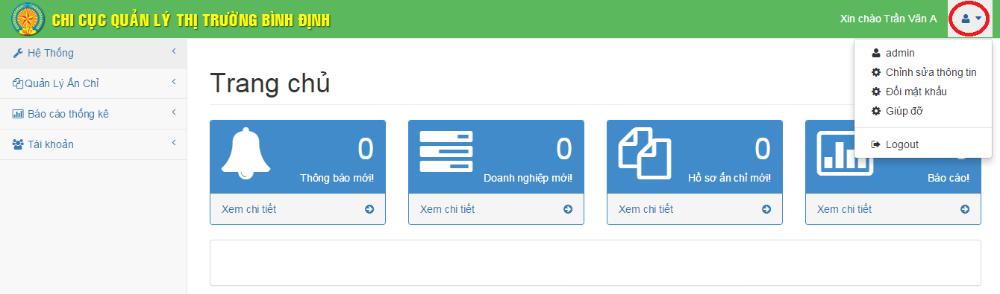 CHI CỤC QUẢN LÝ THỊ TRƯỜNG BÌNH ĐỊNH
Xin chào Trần Văn A
Hệ Thống
Quản Lý Ấn Chỉ
Báo cáo thống kê
Tài khoản
admin
Chỉnh sửa thông tin
Đổi mật khẩu
Giúp đỡ
Logout
Trang chủ
0
Thông báo mới!
Xem chi tiết
0
Doanh nghiệp mới!
Xem chi tiết
0
Hồ sơ ấn chỉ mới!
Xem chi tiết
Báo cáo!
Xem chi tiết